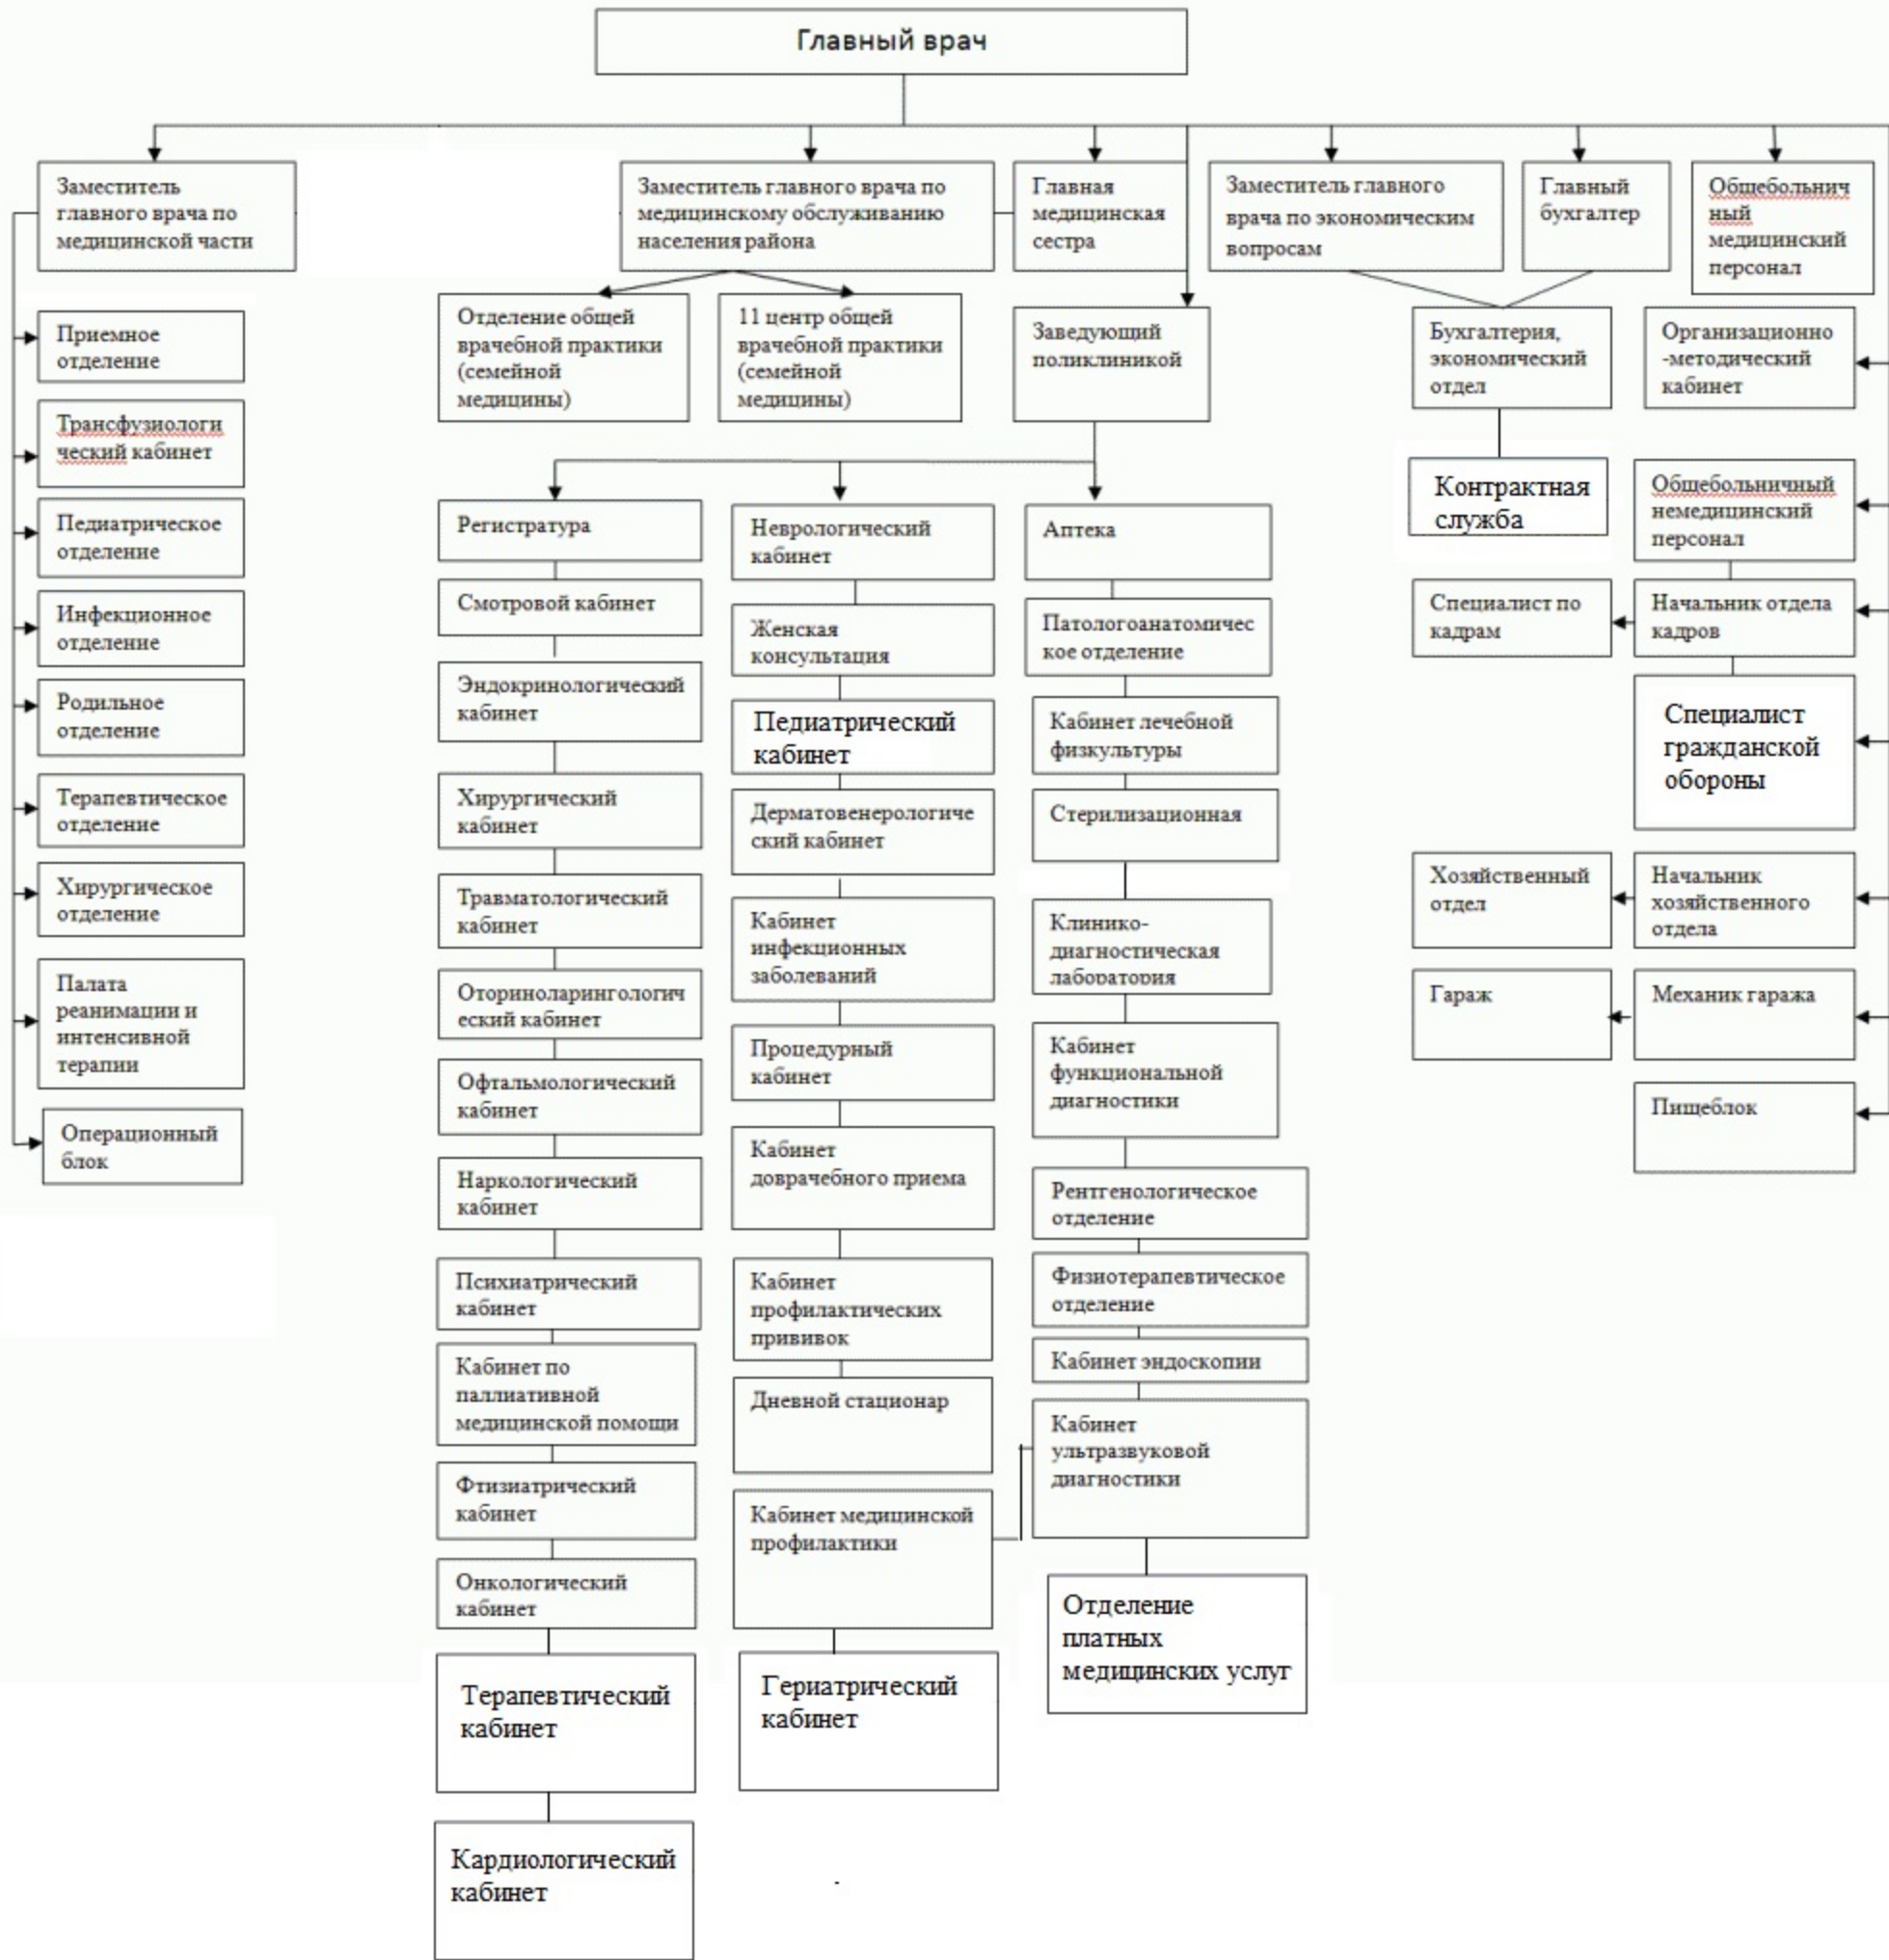 Главный врач
Заместитель
главного врача по
медицинской части
Заместитель главного врача по
медицинскому обслуживанию
населения района
Главная
медицинская
сестра
Заместитель главного
врача по экономическим
вопросам
Главный
бухгалтер
Общебольнич
ный
медицинский
персонал
Приемное
отделение
Трансфузиологи
ческий кабинет
Педиатрическое
отделение
Инфекционное
отделение
Родильное
отделение
Терапевтическое
отделение
Хирургическое
отделение
Палата
реанимации и
интенсивной
терапии
Операционный
блок
Отделение общей
врачебной практики
(семейной
медицины)
11 центр общей
врачебной практики
(семейной
медицины)
Заведующий
поликлиникой
Бухгалтерия,
экономический
отдел
Организационно
-методический
кабинет
Регистратура
Смотровой кабинет
Эндокринологический
кабинет
Хирургический
кабинет
Травматологический
кабинет
Оториноларингологич
еский кабинет
Офтальмологический
кабинет
Наркологический
кабинет
Психиатрический
кабинет
Кабинет по
паллиативной
медицинской помощи
Фтизиатрический
кабинет
Онкологический
кабинет
Терапевтический
кабинет
Кардиологический
кабинет
Неврологический
кабинет
Женская
консультация
Педиатрический
кабинет
Дерматовенерологиче
ский кабинет
Кабинет
инфекционных
заболеваний
Процедурный
кабинет
Кабинет
доврачебного приема
Кабинет
профилактических
прививок
Дневной стационар
Кабинет медицинской
профилактики
Гериатрический
кабинет
Аптека
Патологоанатомичес
кое отделение
Кабинет лечебной
физкультуры
Стерилизационная
Клинико-
диагностическая
лаборатория
Кабинет
функциональной
диагностики
Рентгенологическое
отделение
Физиотерапевтическое
отделение
Кабинет эндоскопии
Кабинет
ультразвуковой
диагностики
Отделение
платных
медицинских услуг
Контрактная
служба
Общебольничный
немедицинский
персонал
Специалист по
кадрам
Начальник отдела
кадров
Специалист
гражданской
обороны
Хозяйственный
отдел
Начальник
хозяйственного
отдела
Гараж
Механик гаража
Пищеблок